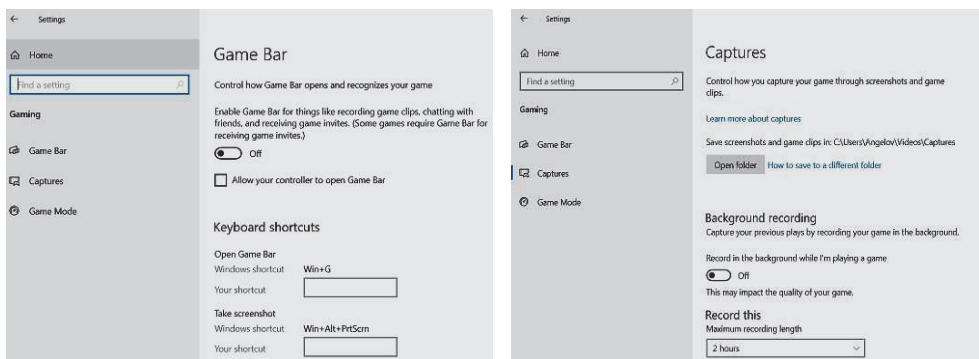 Settings
Home
Find a setting
Gaming
Game Bar
Captures
Game Mode
Game Bar
Control how Game Bar opens and recognizes your game
Enable Game Bar for things like recording game clips, chatting with
friends, and receiving game invites. (Some games require Game Bar for
receiving game invites.)
Off
Allow your controller to open Game Bar
Keyboard shortcuts
Open Game Bar
Windows shortcut Win+G
Your shortcut
Take screenshot
Windows shortcut Win+Alt+PrtScrn
Your shortcut
Settings
Home
Find a setting
Gaming
Game Bar
Captures
Game Mode
Captures
Control how you capture your game through screenshots and game
clips.
Learn more about captures
Save screenshots and game clips in: C:\Users\Angelov\Videos\Captures
Open folder How to save to a different folder
Background recording
Capture your previous plays by recording your game in the background.
Record in the background while I'm playing a game
Off
This may impact the quality of your game.
Record this
Maximum recording length
2 hours